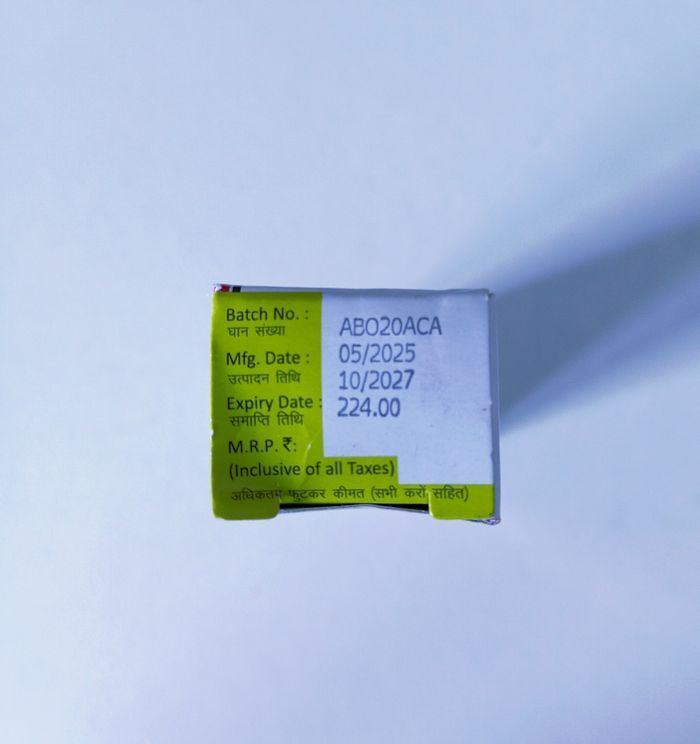 Batch No. :
घान संख्या
ABO20ACA
Mfg. Date :
उत्पादन तिथि
05/2025
Expiry Date :
समाप्ति तिथि
10/2027
M.R.P. ₹:
224.00
(Inclusive of all Taxes)
अधिकतम फुटकर कीमत (सभी करों सहित)